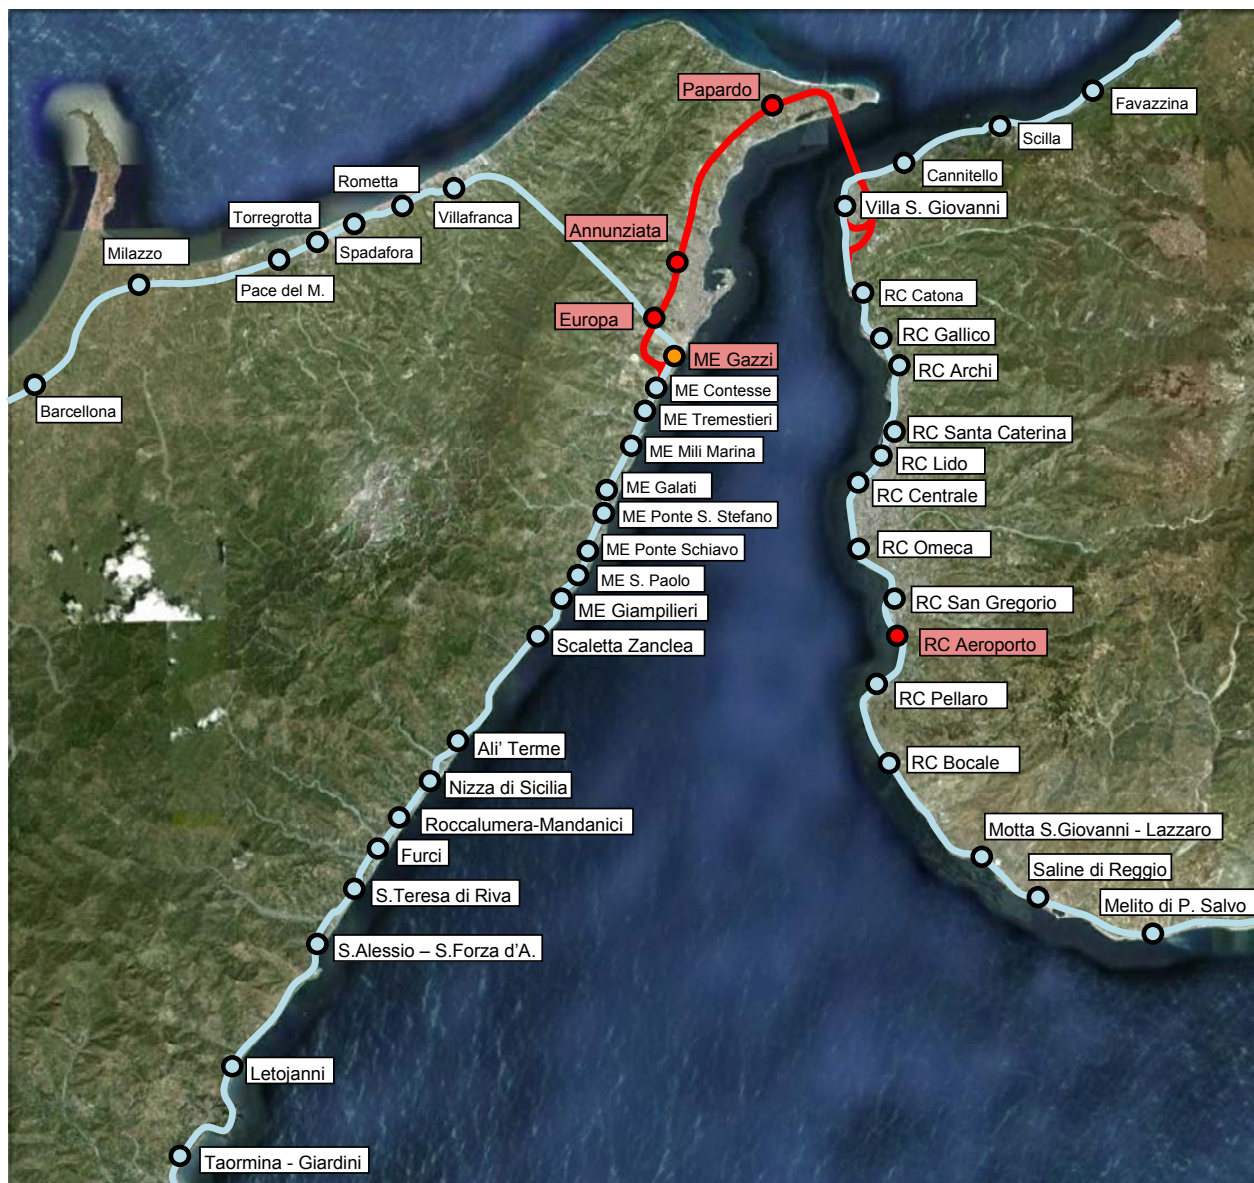 Papardo
Favazzina
Scilla
Cannitello
Rometta
Villafranca
Villa S. Giovanni
Torregrotta
Annunziata
Spadafora
Milazzo
Pace del M.
RC Catona
Europa
RC Gallico
ME Gazzi
RC Archi
ME Contesse
Barcellona
ME Tremestieri
RC Santa Caterina
ME Mili Marina
RC Lido
ME Galati
RC Centrale
ME Ponte S. Stefano
ME Ponte Schiavo
RC Omeca
ME S. Paolo
RC San Gregorio
ME Giampilieri
Scaletta Zanclea
RC Aeroporto
RC Pellaro
Ali’ Terme
RC Bocale
Nizza di Sicilia
Roccalumera-Mandanici
Motta S.Giovanni - Lazzaro
Furci
Saline di Reggio
S.Teresa di Riva
Melito di P. Salvo
S.Alessio – S.Forza d’A.
Letojanni
Taormina - Giardini